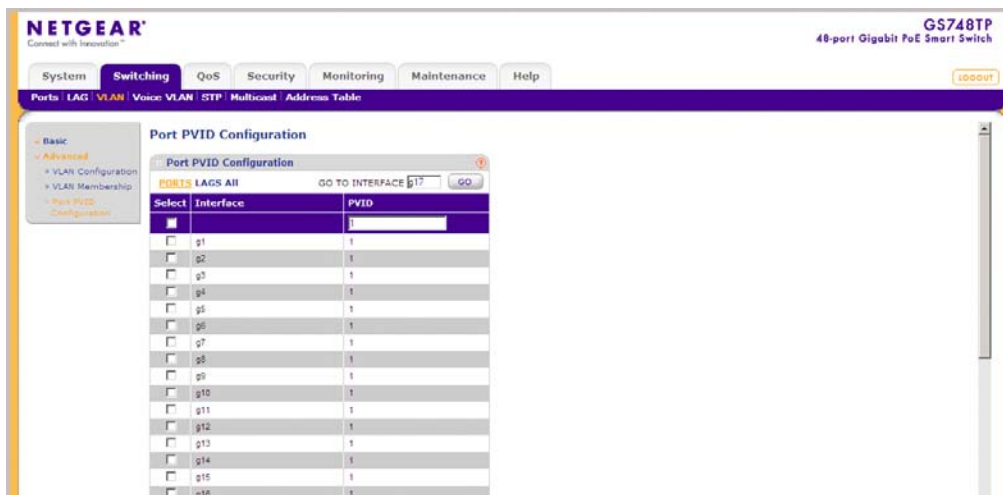 NETGEAR®
Connect with Innovation™
GS748TP
48-port Gigabit PoE Smart Switch
System Switching QoS Security Monitoring Maintenance Help
LOGOUT
Ports LAG VLAN Voice VLAN STP Multicast Address Table
Basic
Advanced
VLAN Configuration
VLAN Membership
Port PVID Configuration
Port PVID Configuration
Port PVID Configuration
PORTS LAGS All GO TO INTERFACE g17 GO
Select Interface PVID
1
g1 1
g2 1
g3 1
g4 1
g5 1
g6 1
g7 1
g8 1
g9 1
g10 1
g11 1
g12 1
g13 1
g14 1
g15 1
g16 1